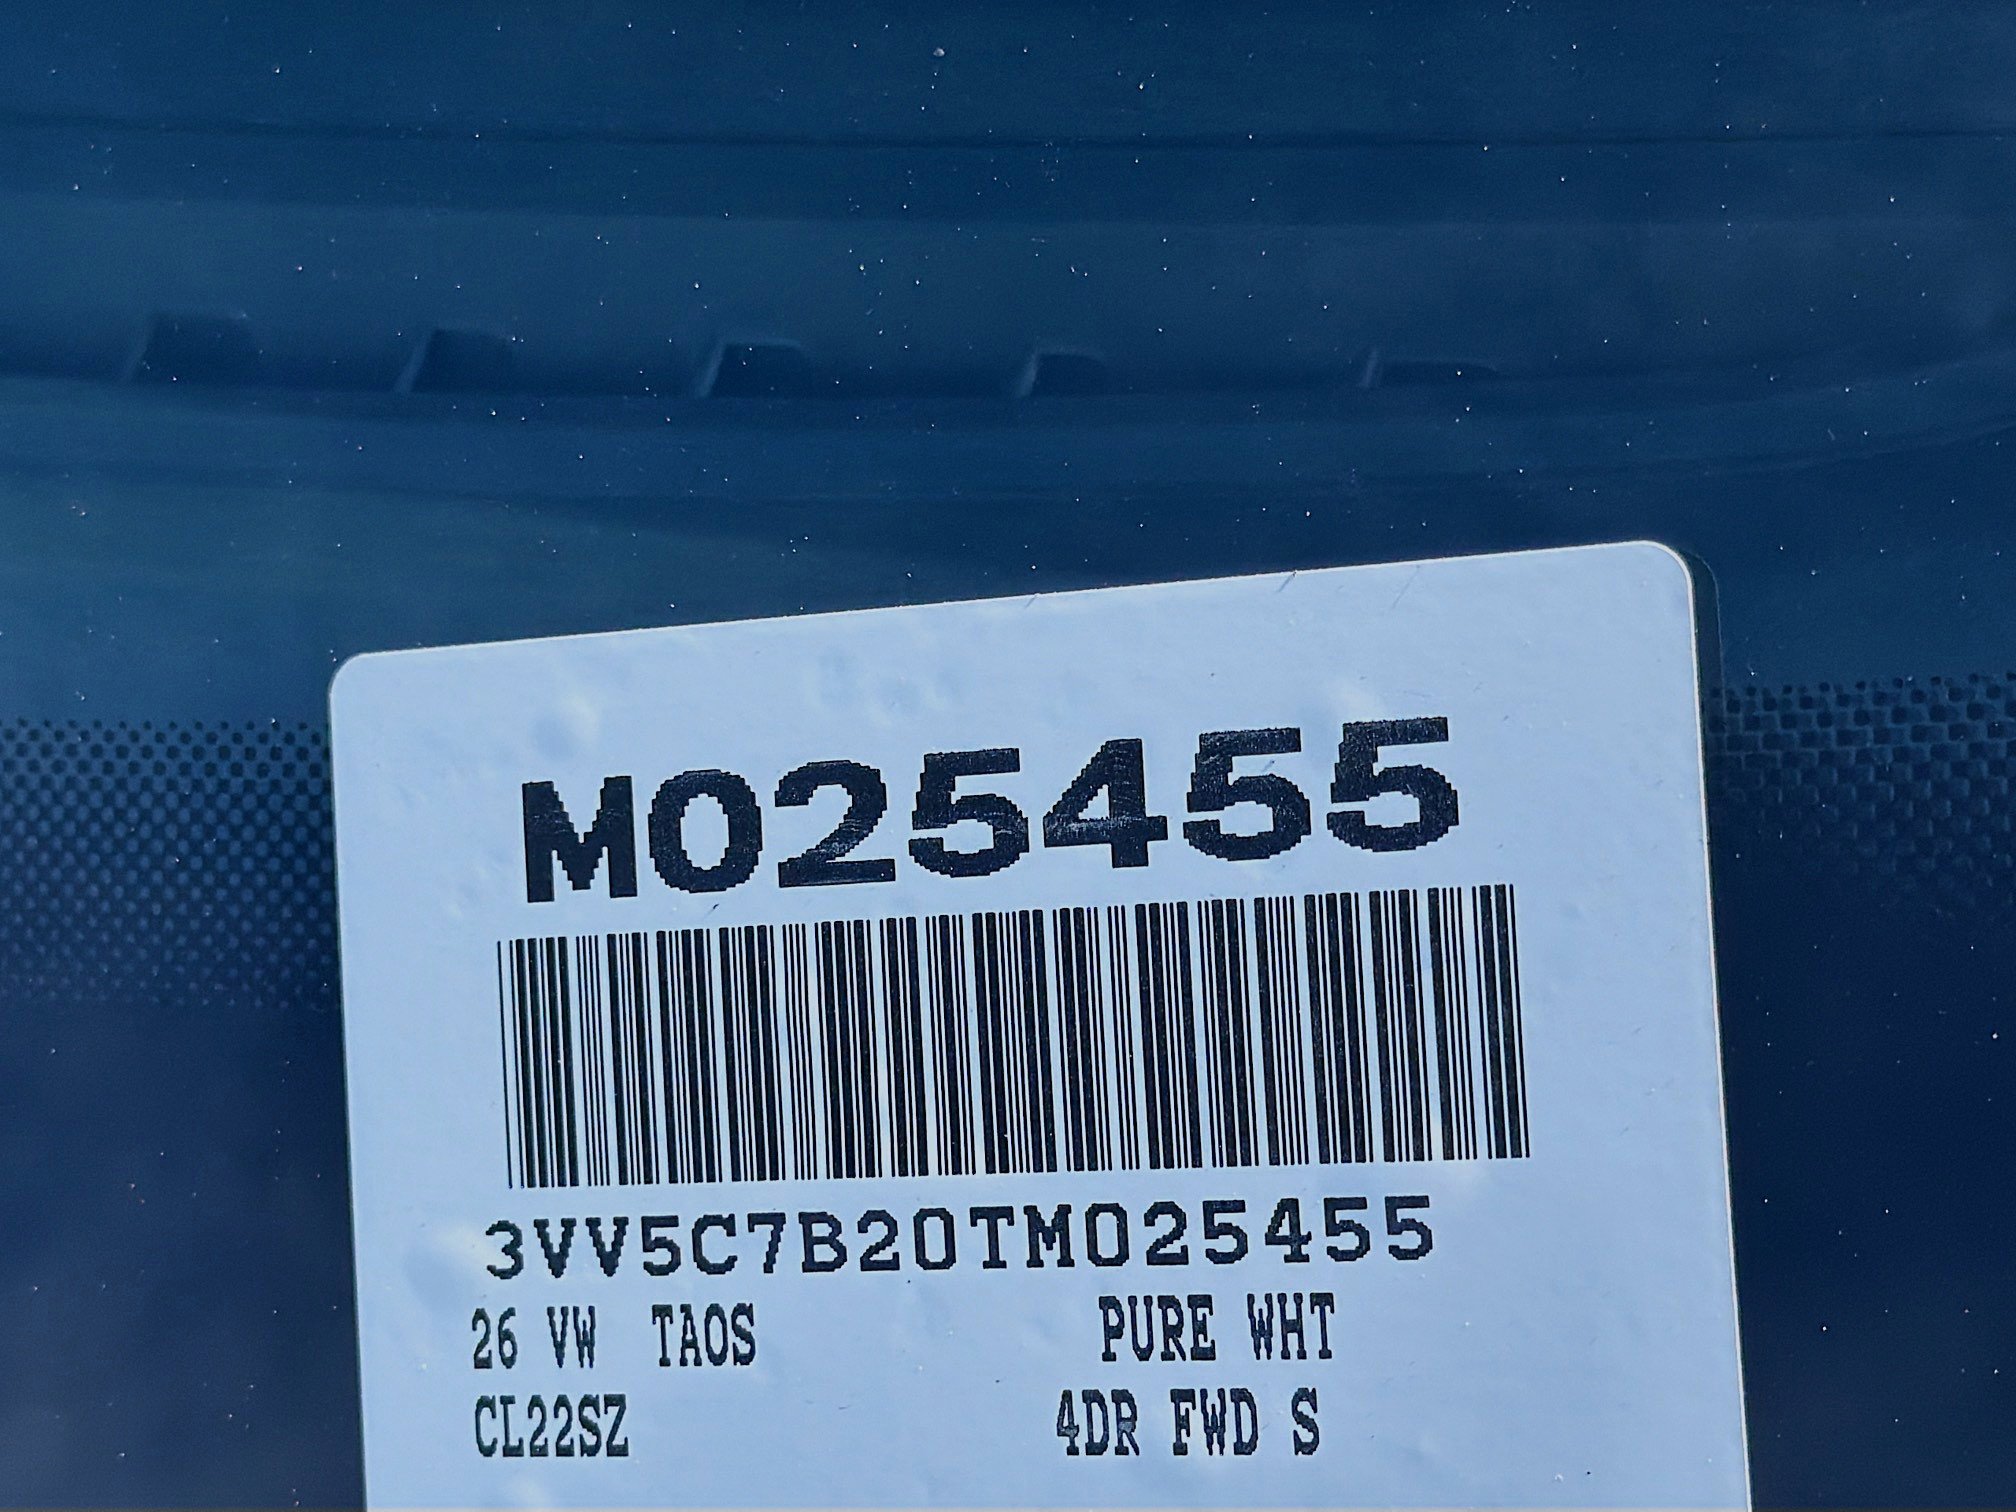 M025455
3VV5C7B20TM025455
26 VW TAOS PURE WHT
CL22SZ 4DR FWD S